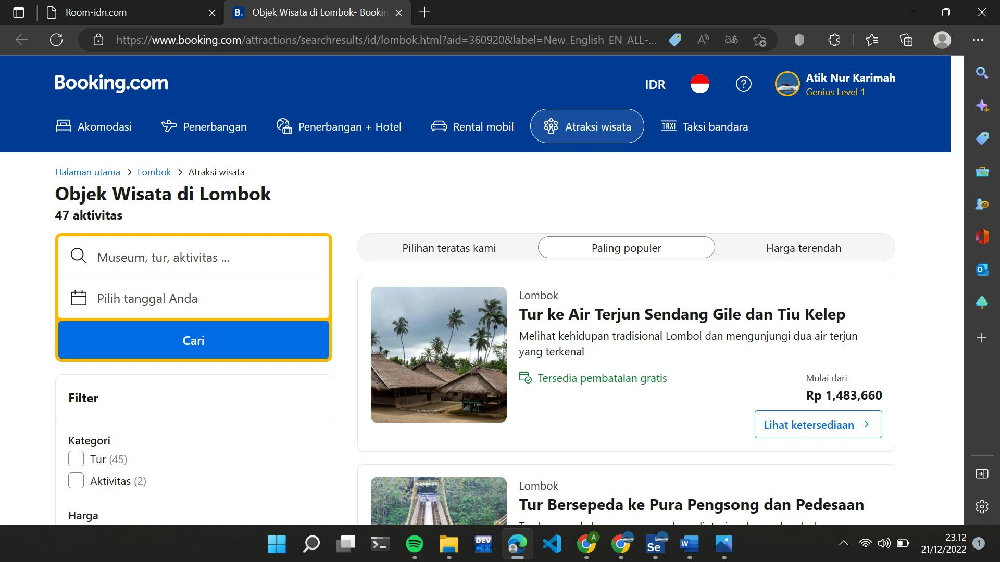 Room-idn.com
Objek Wisata di Lombok- Bookin
https://www.booking.com/attractions/searchresults/id/lombok.html?aid=360920&label=New_English_EN_ALL-...
Booking.com
IDR
Atik Nur Karimah
Genius Level 1
Akomodasi
Penerbangan
Penerbangan + Hotel
Rental mobil
Atraksi wisata
TAXI
Taksi bandara
Halaman utama > Lombok > Atraksi wisata
Objek Wisata di Lombok
47 aktivitas
Museum, tur, aktivitas ...
Pilih tanggal Anda
Cari
Filter
Kategori
Tur (45)
Aktivitas (2)
Harga
Pilihan teratas kami
Paling populer
Harga terendah
Lombok
Tur ke Air Terjun Sendang Gile dan Tiu Kelep
Melihat kehidupan tradisional Lombol dan mengunjungi dua air terjun
yang terkenal
Tersedia pembatalan gratis
Mulai dari
Rp 1,483,660
Lihat ketersediaan
Lombok
Tur Bersepeda ke Pura Pengsong dan Pedesaan
DEV
C++
A
Se
W
23.12
21/12/2022
1